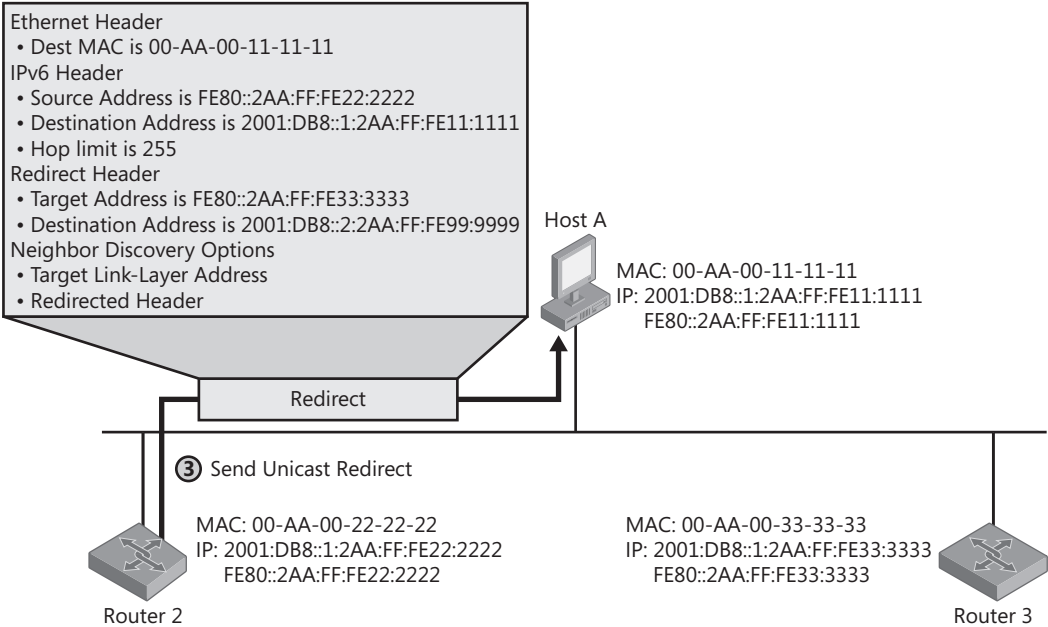 Ethernet Header
• Dest MAC is 00-AA-00-11-11-11
IPv6 Header
• Source Address is FE80::2AA:FF:FE22:2222
• Destination Address is 2001:DB8::1:2AA:FF:FE11:1111
• Hop limit is 255
Redirect Header
• Target Address is FE80::2AA:FF:FE33:3333
• Destination Address is 2001:DB8::2:2AA:FF:FE99:9999
Neighbor Discovery Options
• Target Link-Layer Address
• Redirected Header
Host A
MAC: 00-AA-00-11-11-11
IP: 2001:DB8::1:2AA:FF:FE11:1111
FE80::2AA:FF:FE11:1111
Redirect
3 Send Unicast Redirect
MAC: 00-AA-00-22-22-22
IP: 2001:DB8::1:2AA:FF:FE22:2222
FE80::2AA:FF:FE22:2222
Router 2
MAC: 00-AA-00-33-33-33
IP: 2001:DB8::1:2AA:FF:FE33:3333
FE80::2AA:FF:FE33:3333
Router 3